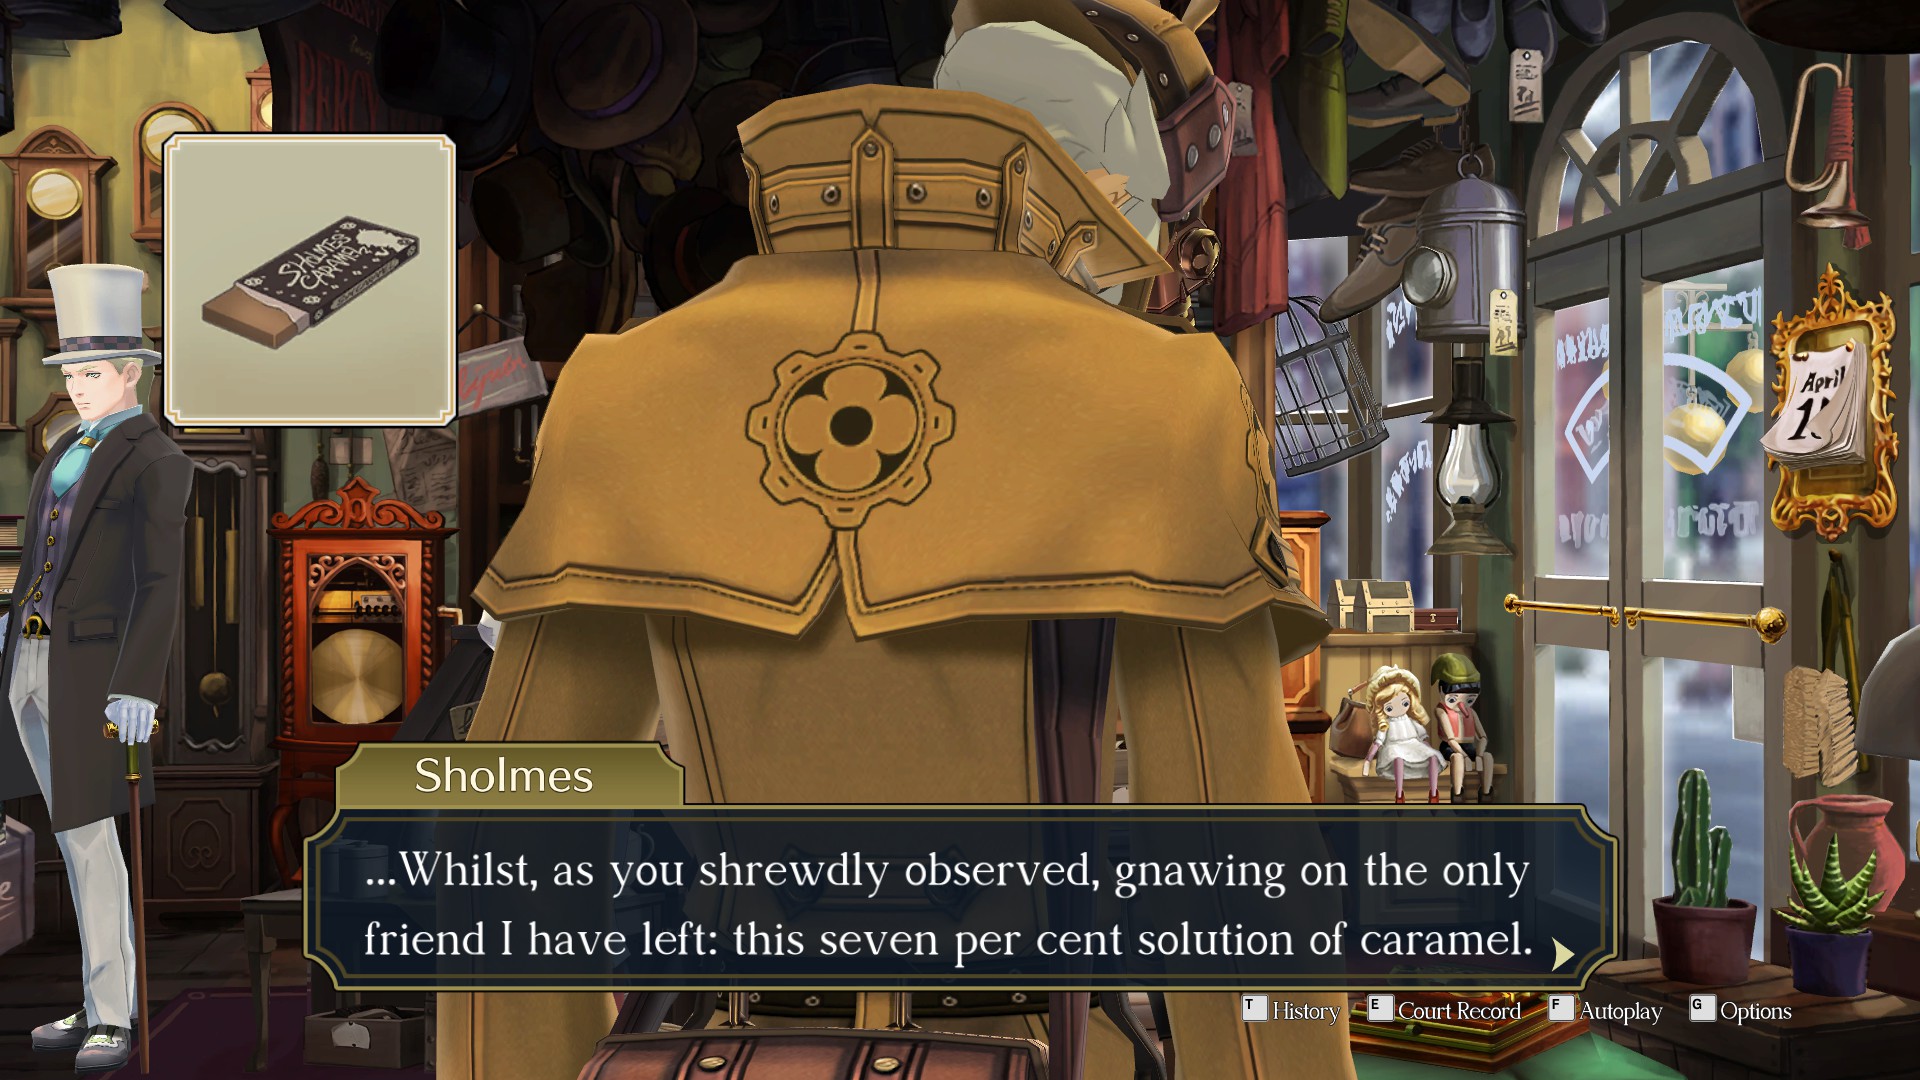 SHOLMES'
CARAMELS
April
Sholmes
...Whilst, as you shrewdly observed, gnawing on the only
friend I have left: this seven per cent solution of caramel.
T History E Court Record F Autoplay G Options